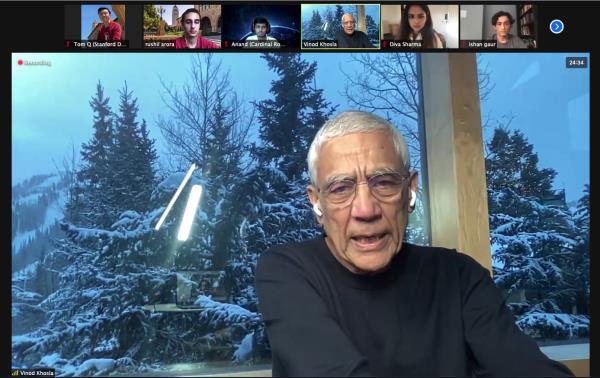 Tom Q (Stanford D...
rushil arora
Anand (Cardinal Ro...
Vinod Khosla
Diva Sharma
ishan gaur
Recording
24:34
Vinod Khosla